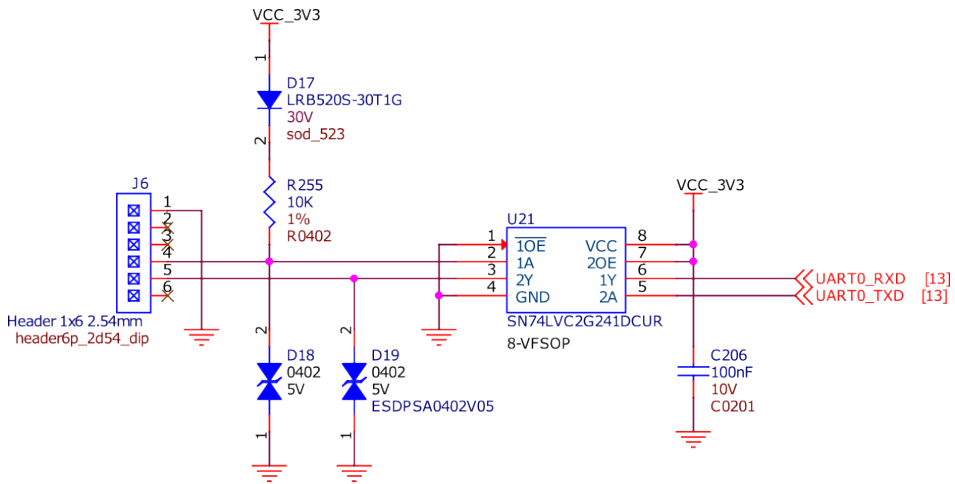 VCC_3V3
1
D17
LRB520S-30T1G
30V
sod_523
2
R255
10K
1%
R0402
J6
1
2
3
4
5
6
Header 1x6 2.54mm
header6p_2d54_dip
2
D18
0402
5V
1
2
D19
0402
5V
ESDPSA0402V05
1
U21
1 1OE VCC 8
2 1A 2OE 7
3 2Y 1Y 6
4 GND 2A 5
SN74LVC2G241DCUR
8-VFSOP
VCC_3V3
UART0_RXD [13]
UART0_TXD [13]
C206
100nF
10V
C0201